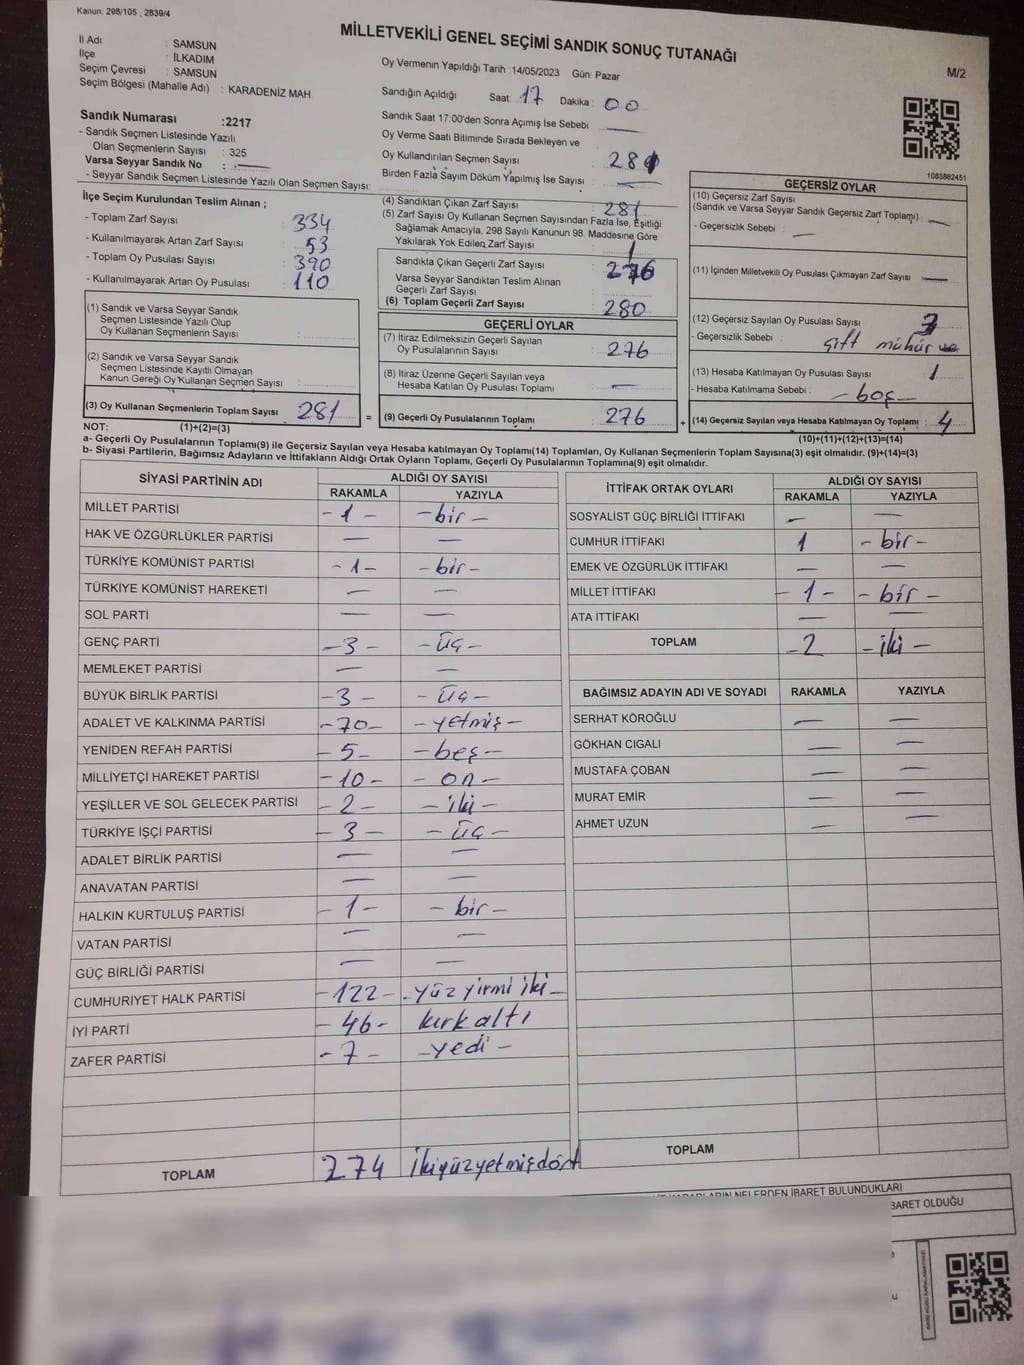 Kanun: 298/105 , 2839/4
MİLLETVEKİLİ GENEL SEÇİMİ SANDIK SONUÇ TUTANAĞI
M/2
İl Adı : SAMSUN
İlçe : İLKADIM
Seçim Çevresi : SAMSUN
Seçim Bölgesi (Mahalle Adı) : KARADENİZ MAH
Oy Vermenin Yapıldığı Tarih :14/05/2023 Gün: Pazar
Sandığın Açıldığı Saat 17 Dakika : 00
Sandık Saat 17:00'den Sonra Açımış İse Sebebi : —
Oy Verme Saati Bitiminde Sırada Bekleyen ve
Oy Kullandırılan Seçmen Sayısı : 281
Birden Fazla Sayım Döküm Yapılmış İse Sayısı : —
Sandık Numarası :2217
- Sandık Seçmen Listesinde Yazılı
Olan Seçmenlerin Sayısı : 325
Varsa Seyyar Sandık No : —
- Seyyar Sandık Seçmen Listesinde Yazılı Olan Seçmen Sayısı:
1083862451
İlçe Seçim Kurulundan Teslim Alınan ;
- Toplam Zarf Sayısı : 334
- Kullanılmayarak Artan Zarf Sayısı : 53
- Toplam Oy Pusulası Sayısı : 390
- Kullanılmayarak Artan Oy Pusulası : 110
(1) Sandık ve Varsa Seyyar Sandık
Seçmen Listesinde Yazılı Olup
Oy Kullanan Seçmenlerin Sayısı :
(2) Sandık ve Varsa Seyyar Sandık
Seçmen Listesinde Kayıtlı Olmayan
Kanun Gereği Oy Kullanan Seçmen Sayısı :
(3) Oy Kullanan Seçmenlerin Toplam Sayısı : 281 =
NOT: (1)+(2)=(3)
(4) Sandıktan Çıkan Zarf Sayısı : 281
(5) Zarf Sayısı Oy Kullanan Seçmen Sayısından Fazla İse, Eşitliği
Sağlamak Amacıyla, 298 Sayılı Kanunun 98. Maddesine Göre
Yakılarak Yok Edilen Zarf Sayısı : 1
Sandıkta Çıkan Geçerli Zarf Sayısı : 276
Varsa Seyyar Sandıktan Teslim Alınan
Geçerli Zarf Sayısı :
(6) Toplam Geçerli Zarf Sayısı : 280
GEÇERLİ OYLAR
(7) İtiraz Edilmeksizin Geçerli Sayılan
Oy Pusulalarının Sayısı : 276
(8) İtiraz Üzerine Geçerli Sayılan veya
Hesaba Katılan Oy Pusulası Toplamı : —
(9) Geçerli Oy Pusulalarının Toplamı : 276 +
GEÇERSİZ OYLAR
(10) Geçersiz Zarf Sayısı
(Sandık ve Varsa Seyyar Sandık Geçersiz Zarf Toplamı) : —
- Geçersizlik Sebebi : —
(11) İçinden Milletvekili Oy Pusulası Çıkmayan Zarf Sayısı : —
(12) Geçersiz Sayılan Oy Pusulası Sayısı : 3
- Geçersizlik Sebebi : çift mühür
(13) Hesaba Katılmayan Oy Pusulası Sayısı : 1
- Hesaba Katılmama Sebebi : - boş -
(14) Geçersiz Sayılan veya Hesaba Katılmayan Oy Toplamı : 4
(10)+(11)+(12)+(13)=(14)
a- Geçerli Oy Pusulalarının Toplamı(9) ile Geçersiz Sayılan veya Hesaba katılmayan Oy Toplamı(14) Toplamları, Oy Kullanan Seçmenlerin Toplam Sayısına(3) eşit olmalıdır. (9)+(14)=(3)
b- Siyasi Partilerin, Bağımsız Adayların ve İttifakların Aldığı Ortak Oyların Toplamı, Geçerli Oy Pusulalarının Toplamına(9) eşit olmalıdır.
SİYASİ PARTİNİN ADI ALDIĞI OY SAYISI
RAKAMLA YAZIYLA
MİLLET PARTİSİ - 1 - - bir -
HAK VE ÖZGÜRLÜKLER PARTİSİ — —
TÜRKİYE KOMÜNİST PARTİSİ - 1 - - bir -
TÜRKİYE KOMÜNİST HAREKETİ — —
SOL PARTİ — —
GENÇ PARTİ - 3 - - üç -
MEMLEKET PARTİSİ — —
BÜYÜK BİRLİK PARTİSİ - 3 - - üç -
ADALET VE KALKINMA PARTİSİ - 70 - - yetmiş -
YENİDEN REFAH PARTİSİ - 5 - - beş -
MİLLİYETÇİ HAREKET PARTİSİ - 10 - - on -
YEŞİLLER VE SOL GELECEK PARTİSİ - 2 - - iki -
TÜRKİYE İŞÇİ PARTİSİ - 3 - - üç -
ADALET BİRLİK PARTİSİ — —
ANAVATAN PARTİSİ — —
HALKIN KURTULUŞ PARTİSİ - 1 - - bir -
VATAN PARTİSİ — —
GÜÇ BİRLİĞİ PARTİSİ — —
CUMHURİYET HALK PARTİSİ - 122 - - yüz yirmi iki -
İYİ PARTİ - 46 - kırk altı
ZAFER PARTİSİ - 7 - - yedi -
TOPLAM 274 ikiyüzyetmişdört
İTTİFAK ORTAK OYLARI ALDIĞI OY SAYISI
RAKAMLA YAZIYLA
SOSYALİST GÜÇ BİRLİĞİ İTTİFAKI — —
CUMHUR İTTİFAKI 1 - bir -
EMEK VE ÖZGÜRLÜK İTTİFAKI — —
MİLLET İTTİFAKI - 1 - - bir -
ATA İTTİFAKI — —
TOPLAM - 2 - iki -
BAĞIMSIZ ADAYIN ADI VE SOYADI RAKAMLA YAZIYLA
SERHAT KÖROĞLU — —
GÖKHAN CIGALI — —
MUSTAFA ÇOBAN — —
MURAT EMİR — —
AHMET UZUN — —
TOPLAM
NELERDEN İBARET BULUNDUKLARI
BARET OLDUĞU